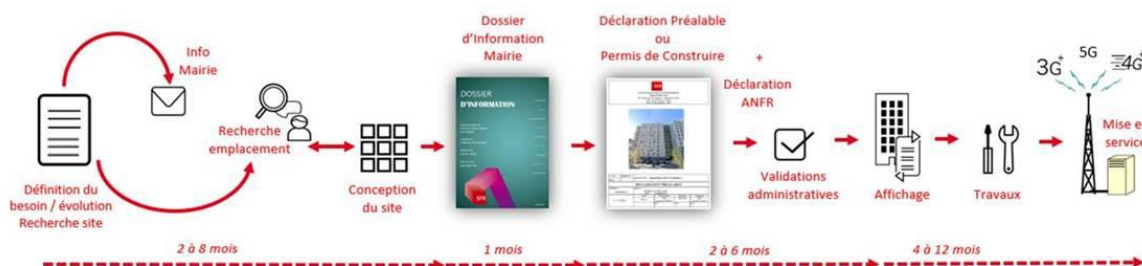 Info
Mairie
Définition du
besoin / évolution
Recherche site
Recherche
emplacement
Conception
du site
Dossier
d'Information
Mairie
DOSSIER
D'INFORMATION
SFR
Déclaration Préalable
ou
Permis de Construire
+
Déclaration
ANFR
Validations
administratives
Affichage
Travaux
3G+
5G
4G+
Mise e
service
2 à 8 mois
1 mois
2 à 6 mois
4 à 12 mois